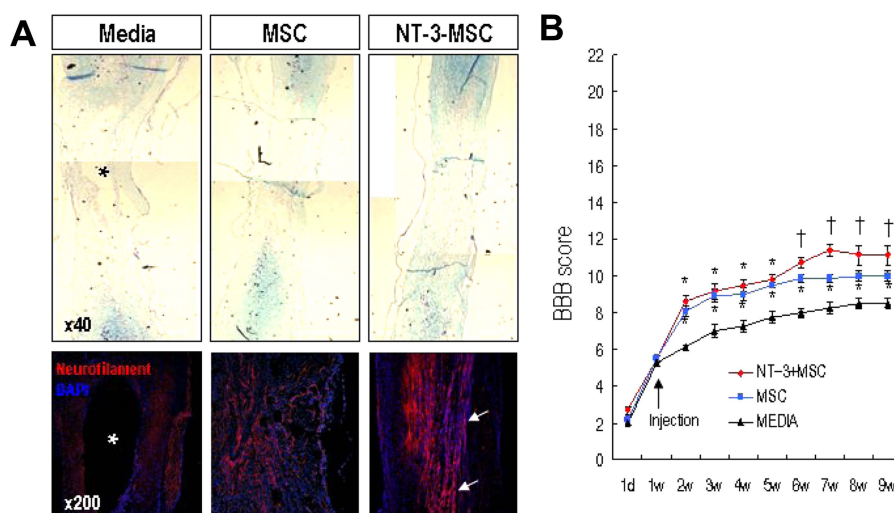 A
Media
MSC
NT-3-MSC
*
x40
Neurofilament
DAPI
*
x200
B
BBB score
22
20
18
16
14
12
10
8
6
4
2
0
† † † †
* * * *
* * * * * * * *
NT-3+MSC
MSC
MEDIA
Injection
1d 1w 2w 3w 4w 5w 6w 7w 8w 9w